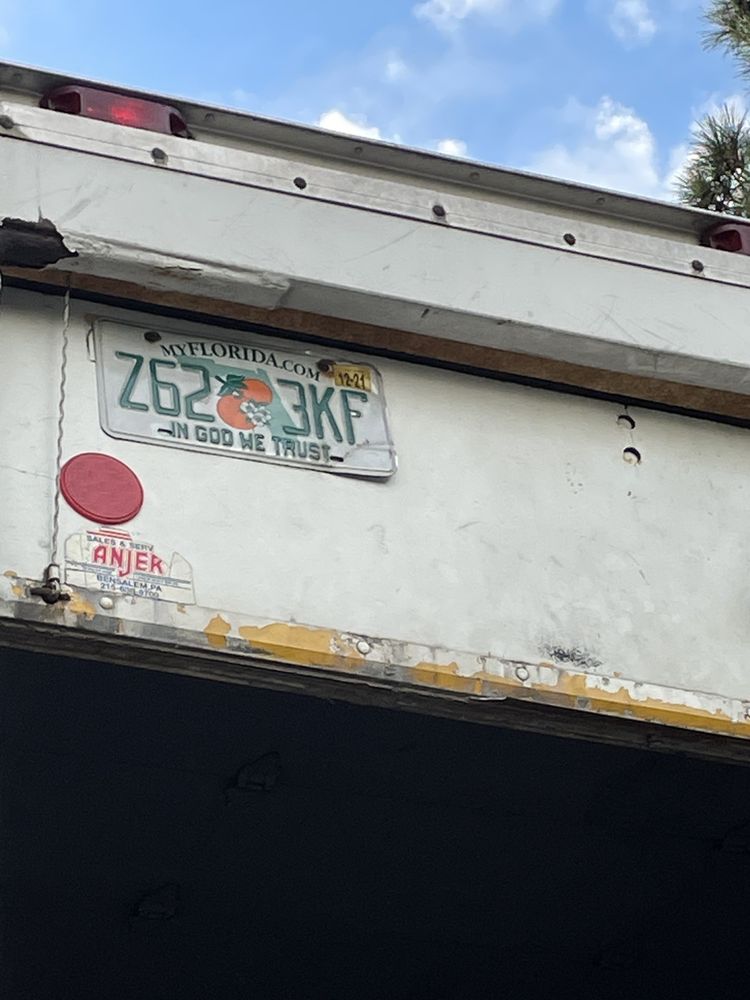 MYFLORIDA.COM
12-21
Z62 3KF
IN GOD WE TRUST
SALES & SERV
ANJER
BENSALEM, PA